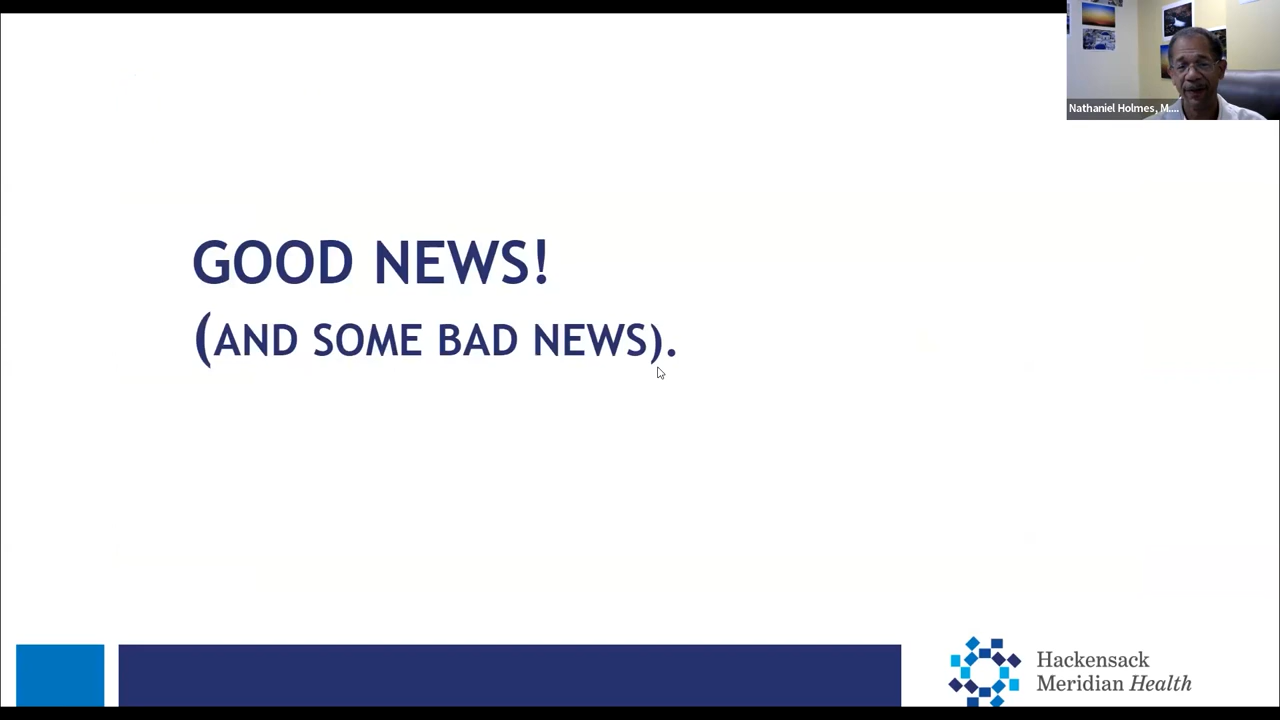 Nathaniel Holmes, M....
GOOD NEWS!
(AND SOME BAD NEWS).
Hackensack
Meridian Health